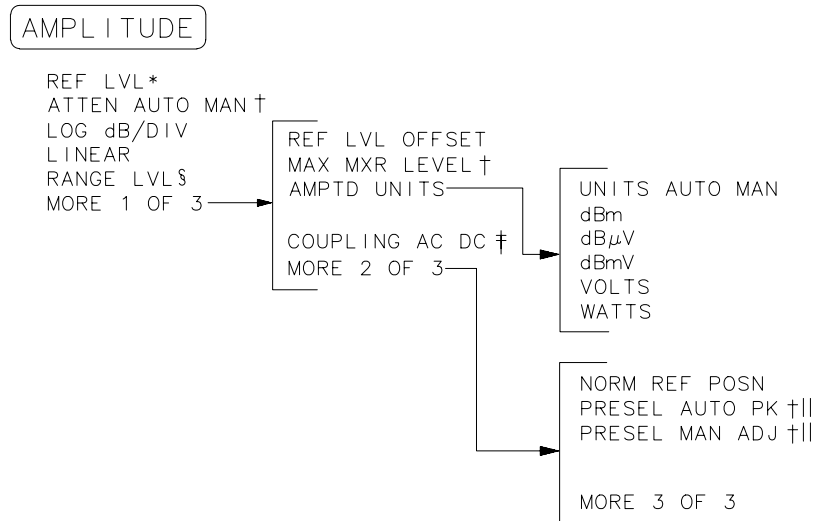 AMPLITUDE
REF LVL*
ATTEN AUTO MAN †
LOG dB/DIV
LINEAR
RANGE LVL§
MORE 1 OF 3
REF LVL OFFSET
MAX MXR LEVEL †
AMPTD UNITS
COUPLING AC DC ‡
MORE 2 OF 3
UNITS AUTO MAN
dBm
dBμV
dBmV
VOLTS
WATTS
NORM REF POSN
PRESEL AUTO PK †||
PRESEL MAN ADJ †||
MORE 3 OF 3